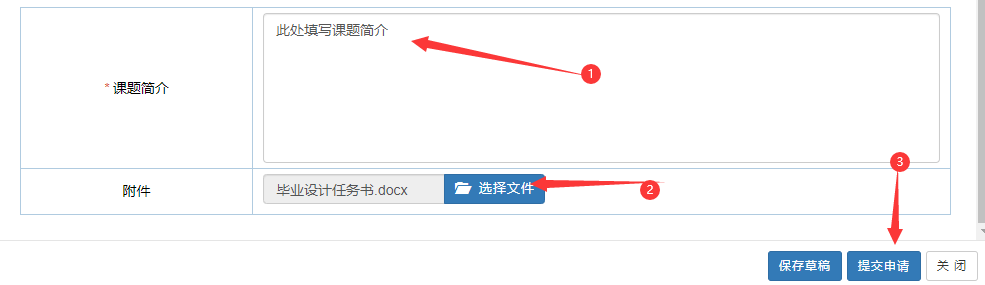 此处填写课题简介
1
* 课题简介
3
附件
毕业设计任务书.docx
选择文件
2
保存草稿
提交申请
关 闭